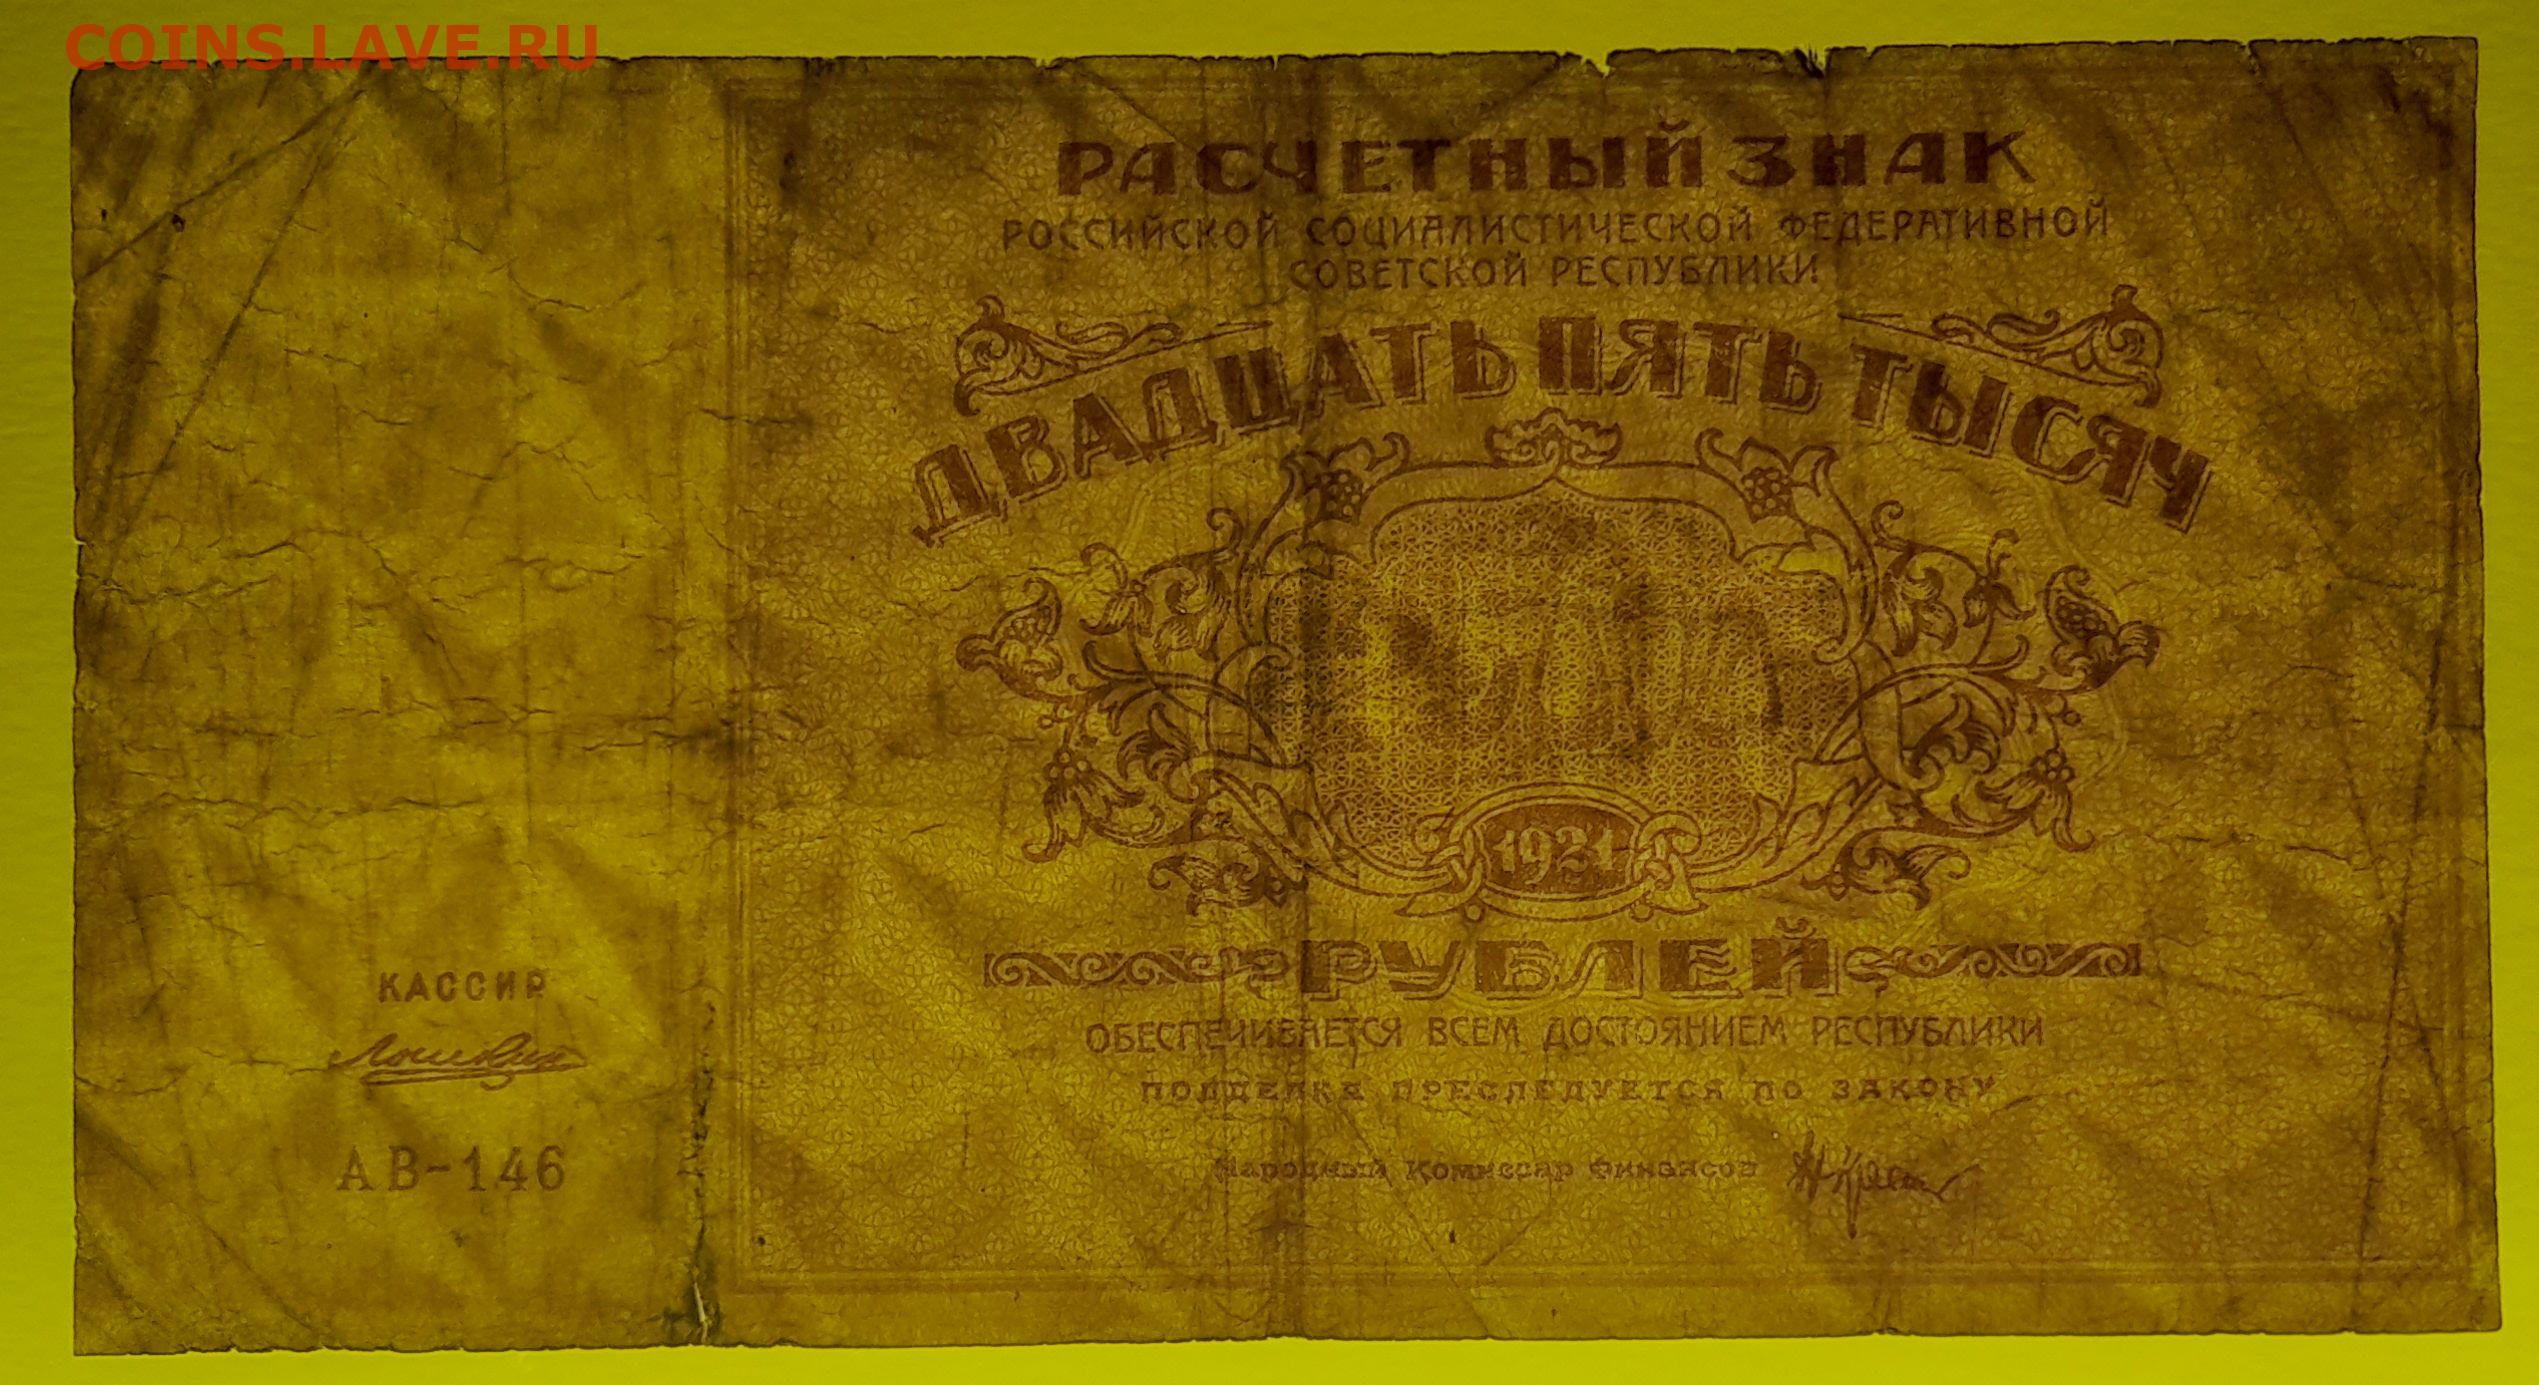 COINS.LAVE.RU
РАСЧЕТНЫЙ ЗНАК
РОССИЙСКОЙ СОЦИАЛИСТИЧЕСКОЙ ФЕДЕРАТИВНОЙ
СОВЕТСКОЙ РЕСПУБЛИКИ
ДВАДЦАТЬ ПЯТЬ ТЫСЯЧ
1921
РУБЛЕЙ
ОБЕСПЕЧИВАЕТСЯ ВСЕМ ДОСТОЯНИЕМ РЕСПУБЛИКИ
ПОДДЕЛКА ПРЕСЛЕДУЕТСЯ ПО ЗАКОНУ
Народный Комиссар Финансов
КАССИР
АВ-146